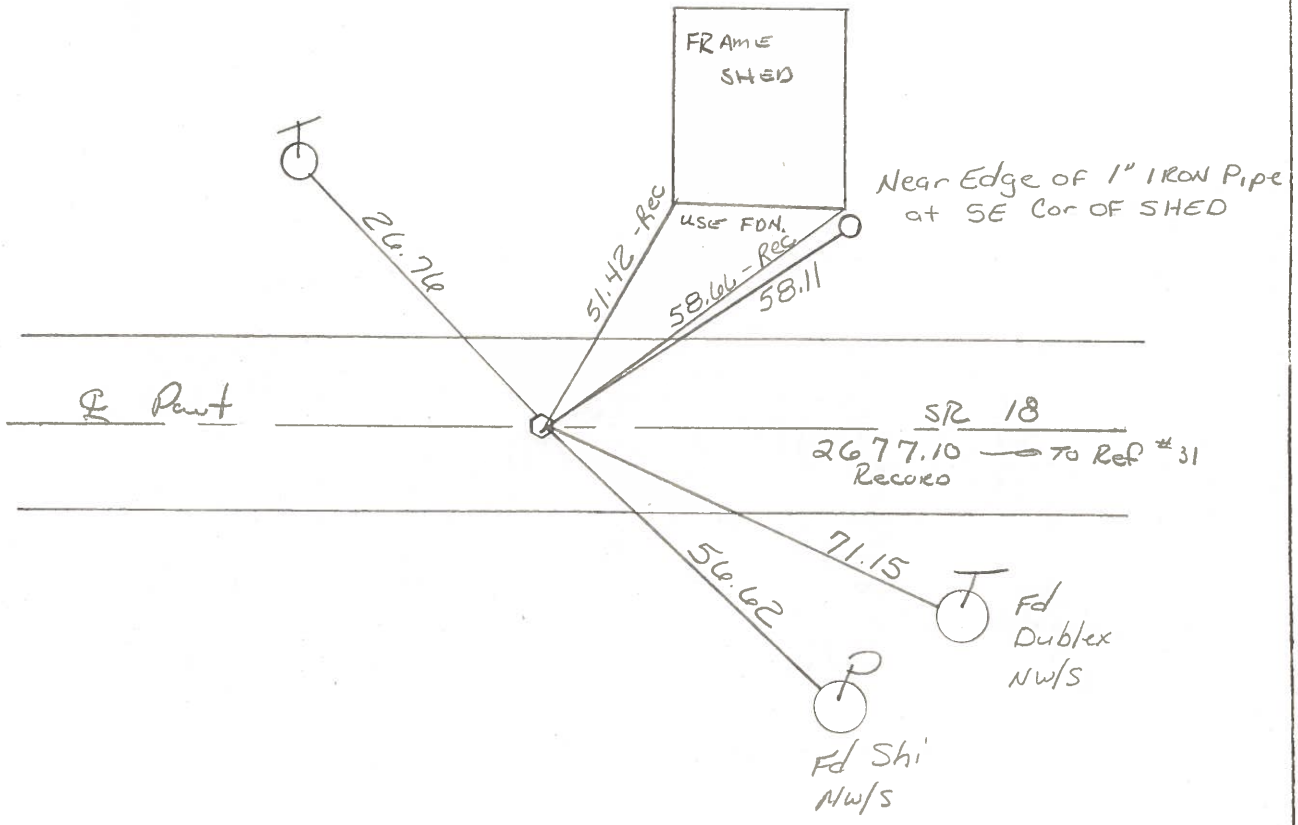 FRAME
SHED
Near Edge of 1" IRON Pipe
at SE Cor OF SHED
26.76
51.42 -Rec
USE FDN.
58.66 - Rec
58.11
℄ Pavt
SR 18
2677.10 → To Ref #31
Record
71.15
56.62
Fd
Dublex
NW/S
Fd Shi
NW/S